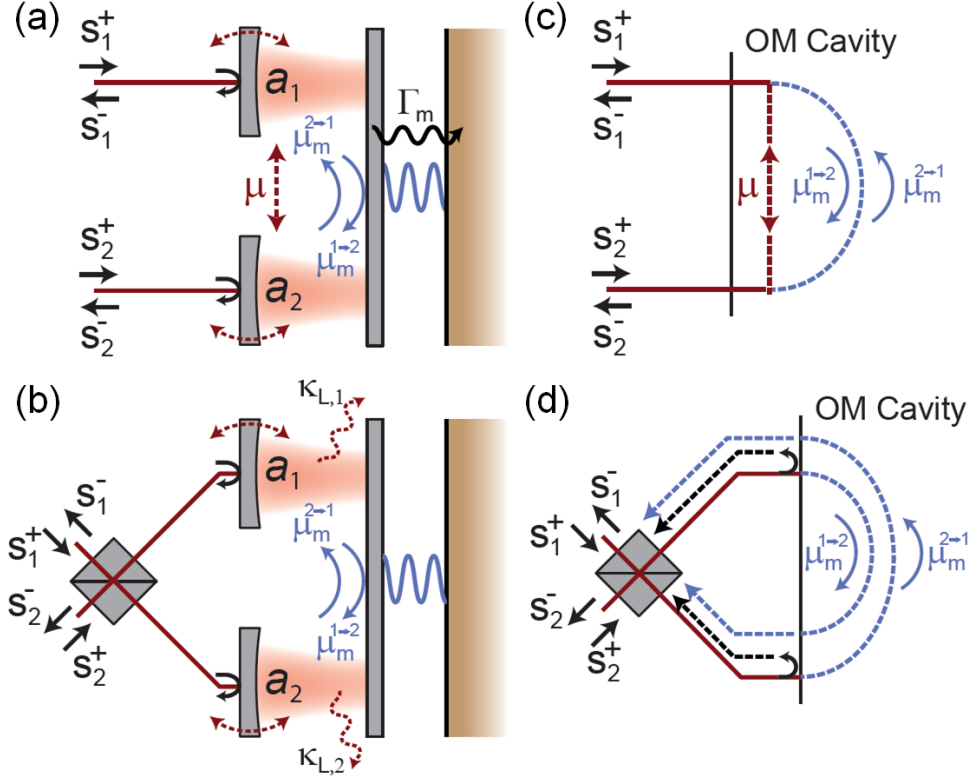 (a)
S₁⁺
S₁⁻
a₁
Γₘ
μₘ²→¹
μ
μₘ¹→²
S₂⁺
S₂⁻
a₂
(c)
OM Cavity
S₁⁺
S₁⁻
μ
μₘ¹→²
μₘ²→¹
S₂⁺
S₂⁻
(b)
κL,1
a₁
S₁⁻
S₁⁺
μₘ²→¹
S₂⁻
S₂⁺
μₘ¹→²
a₂
κL,2
(d)
OM Cavity
S₁⁻
S₁⁺
μₘ¹→²
μₘ²→¹
S₂⁻
S₂⁺